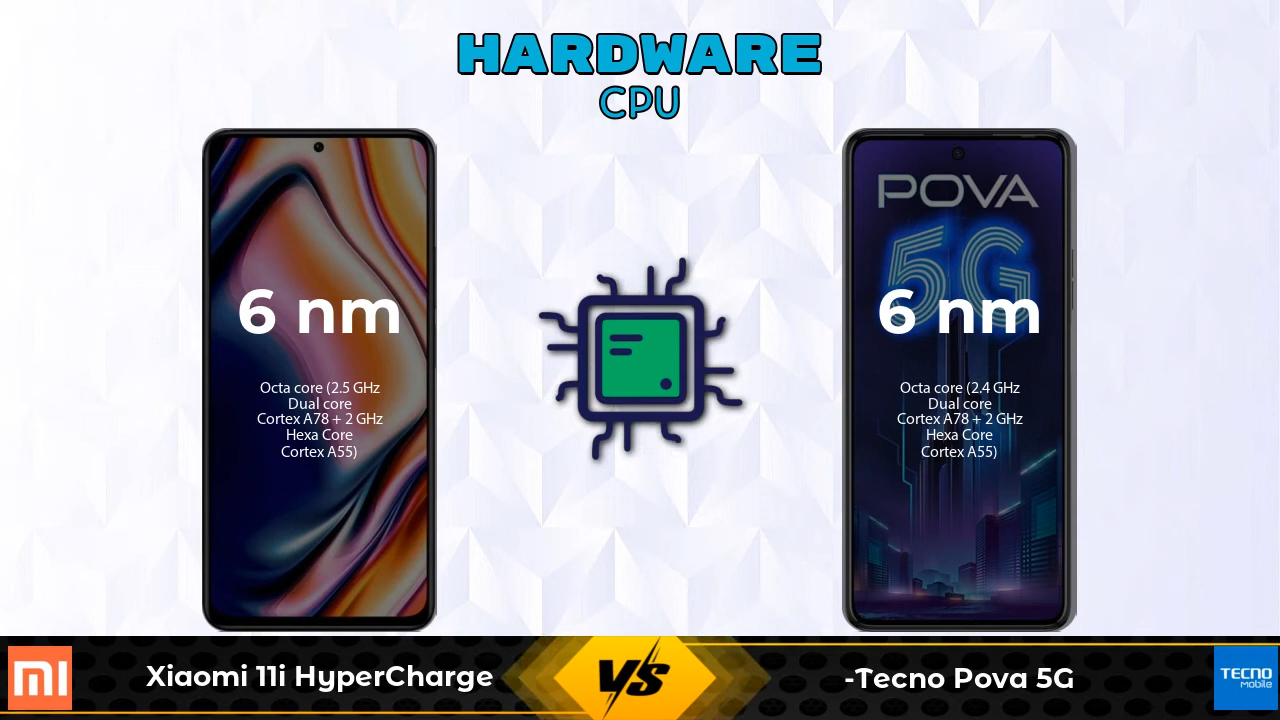 HARDWARE
CPU
6 nm
Octa core (2.5 GHz
Dual core
Cortex A78 + 2 GHz
Hexa Core
Cortex A55)
POVA
5G
6 nm
Octa core (2.4 GHz
Dual core
Cortex A78 + 2 GHz
Hexa Core
Cortex A55)
MI
Xiaomi 11i HyperCharge
VS
-Tecno Pova 5G
TECNO
mobile